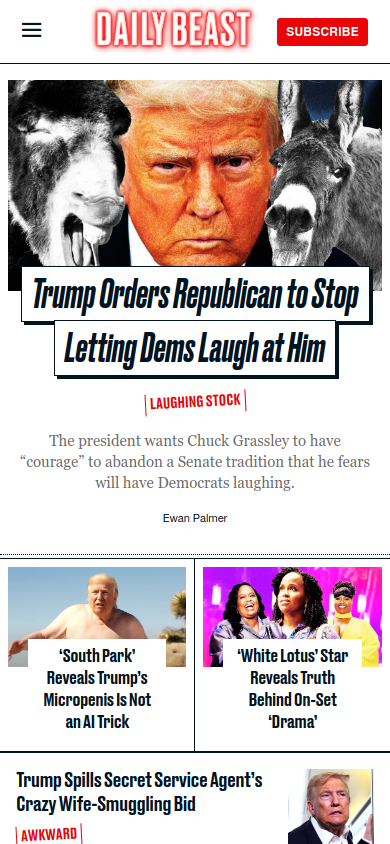 DAILY BEAST
SUBSCRIBE
Trump Orders Republican to Stop
Letting Dems Laugh at Him
LAUGHING STOCK
The president wants Chuck Grassley to have
“courage” to abandon a Senate tradition that he fears
will have Democrats laughing.
Ewan Palmer
‘South Park’
Reveals Trump’s
Micropenis Is Not
an AI Trick
‘White Lotus’ Star
Reveals Truth
Behind On-Set
‘Drama’
Trump Spills Secret Service Agent’s
Crazy Wife-Smuggling Bid
AWKWARD